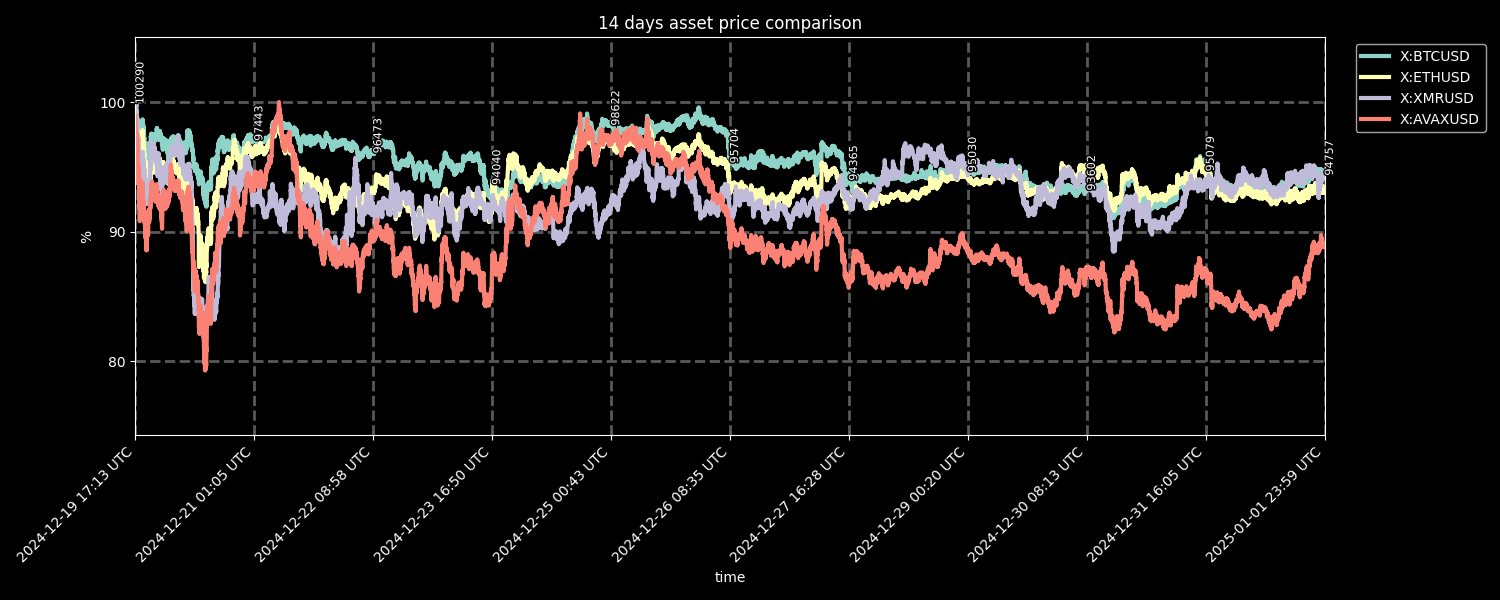 14 days asset price comparison
X:BTCUSD
X:ETHUSD
X:XMRUSD
X:AVAXUSD
100
90
80
%
100290
97443
96473
94040
98622
95704
94365
95030
93602
95079
94757
2024-12-19 17:13 UTC
2024-12-21 01:05 UTC
2024-12-22 08:58 UTC
2024-12-23 16:50 UTC
2024-12-25 00:43 UTC
2024-12-26 08:35 UTC
2024-12-27 16:28 UTC
2024-12-29 00:20 UTC
2024-12-30 08:13 UTC
2024-12-31 16:05 UTC
2025-01-01 23:59 UTC
time